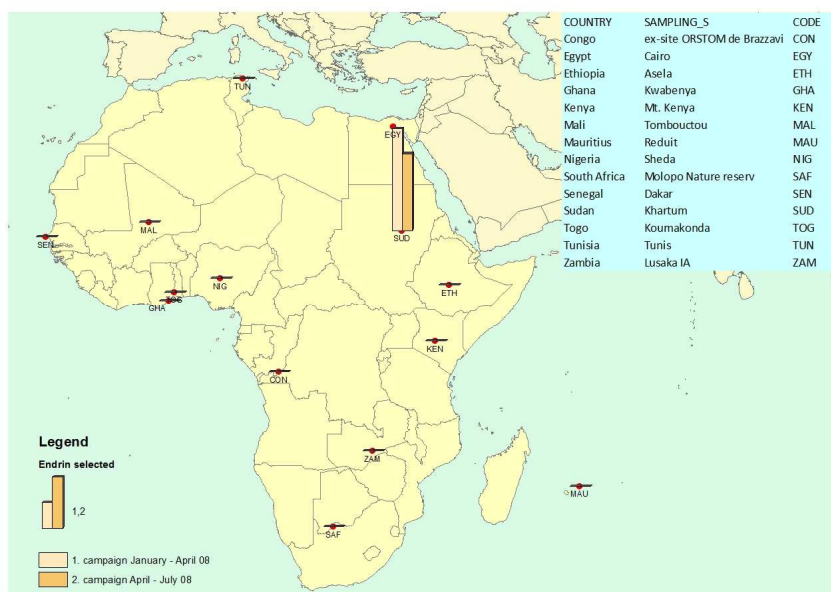 COUNTRY SAMPLING_S CODE
Congo ex-site ORSTOM de Brazzavi CON
Egypt Cairo EGY
Ethiopia Asela ETH
Ghana Kwabenya GHA
Kenya Mt. Kenya KEN
Mali Tombouctou MAL
Mauritius Reduit MAU
Nigeria Sheda NIG
South Africa Molopo Nature reserv SAF
Senegal Dakar SEN
Sudan Khartum SUD
Togo Koumakonda TOG
Tunisia Tunis TUN
Zambia Lusaka IA ZAM
TUN
EGY
MAL
SEN
SUD
NIG
ETH
TOG
GHA
KEN
CON
ZAM
MAU
SAF
Legend
Endrin selected
1,2
1. campaign January - April 08
2. campaign April - July 08